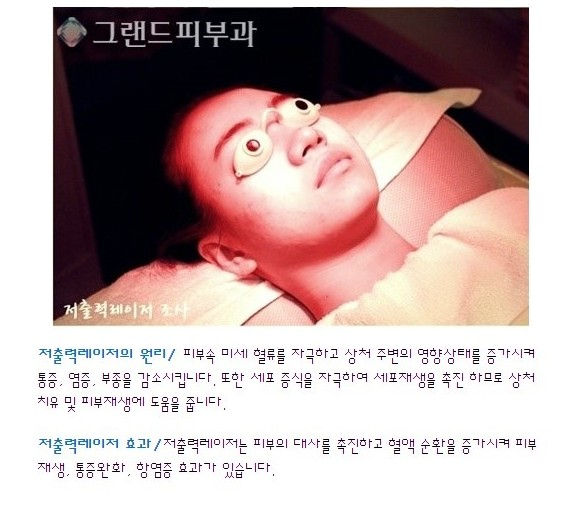 그랜드피부과
저출력레이저 조사
저출력레이저의 원리/ 피부속 미세 혈류를 자극하고 상처 주변의 영향상태를 증가시켜
통증, 염증, 부종을 감소시킵니다. 또한 세포 증식을 자극하여 세포재생을 촉진 하므로 상처
치유 및 피부재생에 도움을 줍니다.
저출력레이저 효과/저출력레이저는 피부의 대사를 촉진하고 혈액 순환을 증가시켜 피부
재생, 통증완화, 항염증 효과가 있습니다.